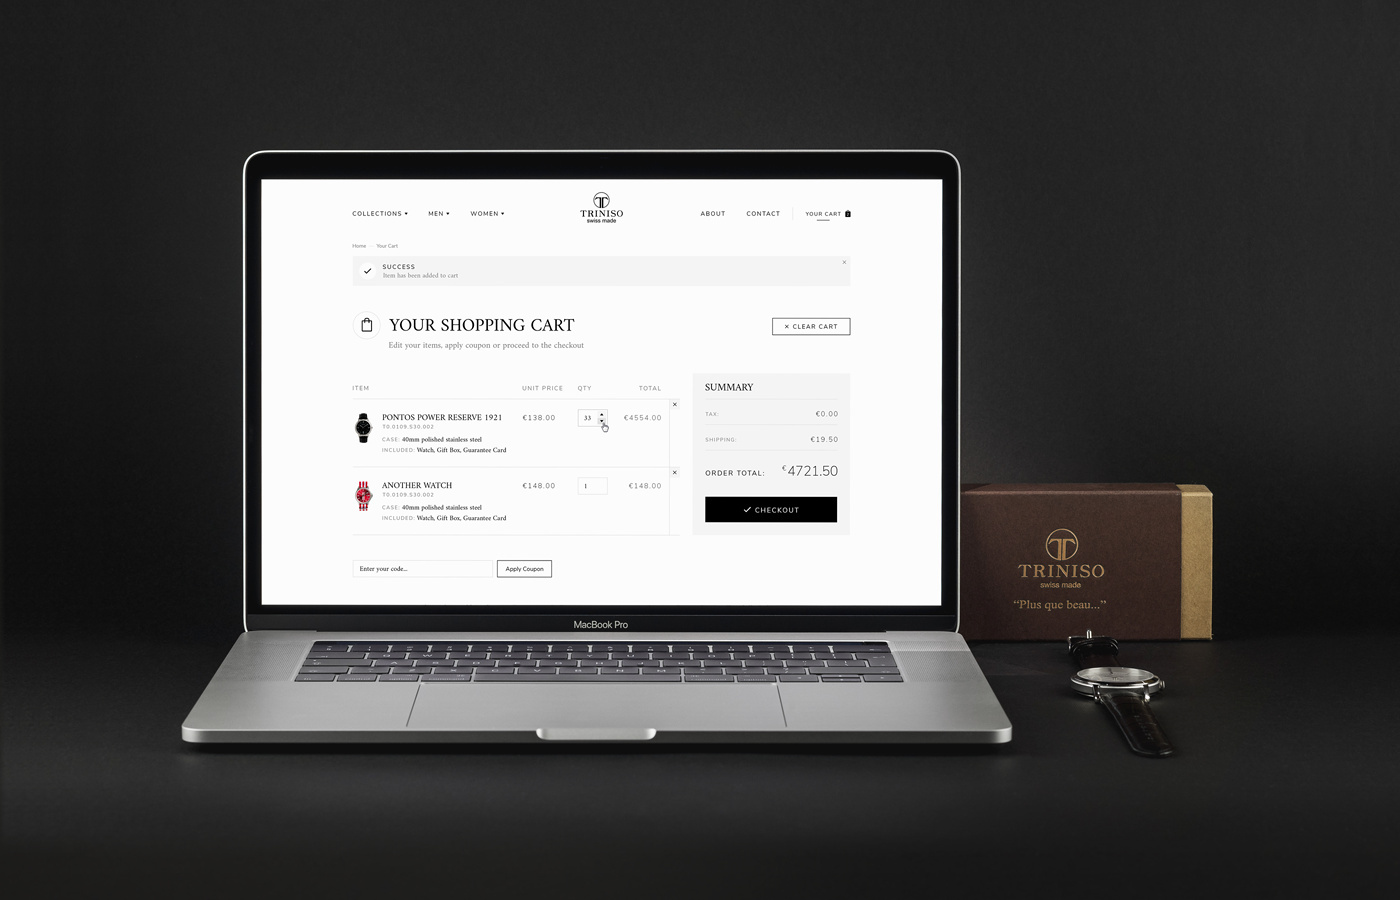 COLLECTIONS
MEN
WOMEN
TRINISO
swiss made
ABOUT
CONTACT
YOUR CART
Home
Your Cart
SUCCESS
Item has been added to cart
YOUR SHOPPING CART
Edit your items, apply coupon or proceed to the checkout
× CLEAR CART
ITEM UNIT PRICE QTY TOTAL
PONTOS POWER RESERVE 1921 €138.00 33 €4554.00
T0.0109.S30.002
CASE: 40mm polished stainless steel
INCLUDED: Watch, Gift Box, Guarantee Card
ANOTHER WATCH €148.00 1 €148.00
T0.0109.S30.002
CASE: 40mm polished stainless steel
INCLUDED: Watch, Gift Box, Guarantee Card
Enter your code...
Apply Coupon
SUMMARY
TAX: €0.00
SHIPPING: €19.50
ORDER TOTAL: €4721.50
CHECKOUT
MacBook Pro
TRINISO
swiss made
“Plus que beau...”